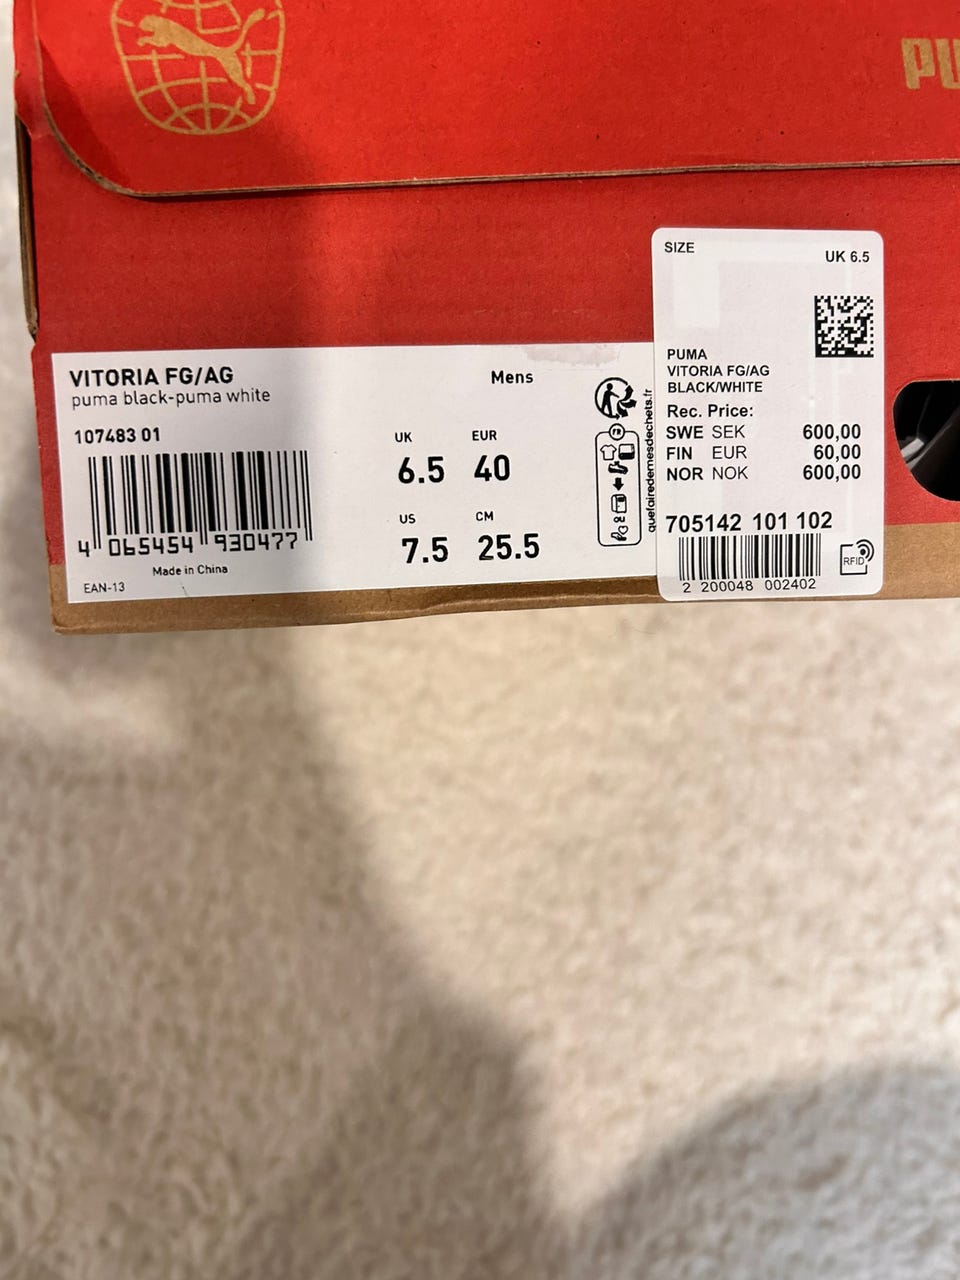 PU
VITORIA FG/AG
puma black-puma white
Mens
107483 01
4 065454 930477
Made in China
EAN-13
UK EUR
6.5 40
US CM
7.5 25.5
FR
quefairedemesdechets.fr
SIZE
UK 6.5
PUMA
VITORIA FG/AG
BLACK/WHITE
Rec. Price:
SWE SEK 600,00
FIN EUR 60,00
NOR NOK 600,00
705142 101 102
2 200048 002402
RFID